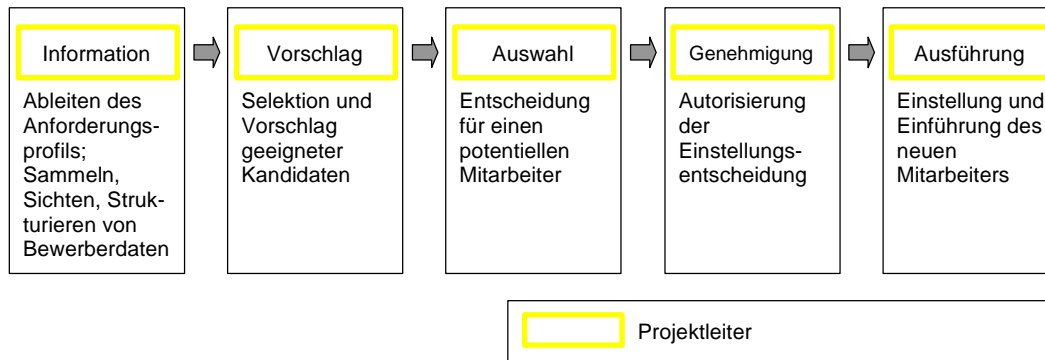 Information
Ableiten des
Anforderungs-
profils;
Sammeln,
Sichten, Struk-
turieren von
Bewerberdaten
Vorschlag
Selektion und
Vorschlag
geeigneter
Kandidaten
Auswahl
Entscheidung
für einen
potentiellen
Mitarbeiter
Genehmigung
Autorisierung
der
Einstellungs-
entscheidung
Ausführung
Einstellung und
Einführung des
neuen
Mitarbeiters
Projektleiter